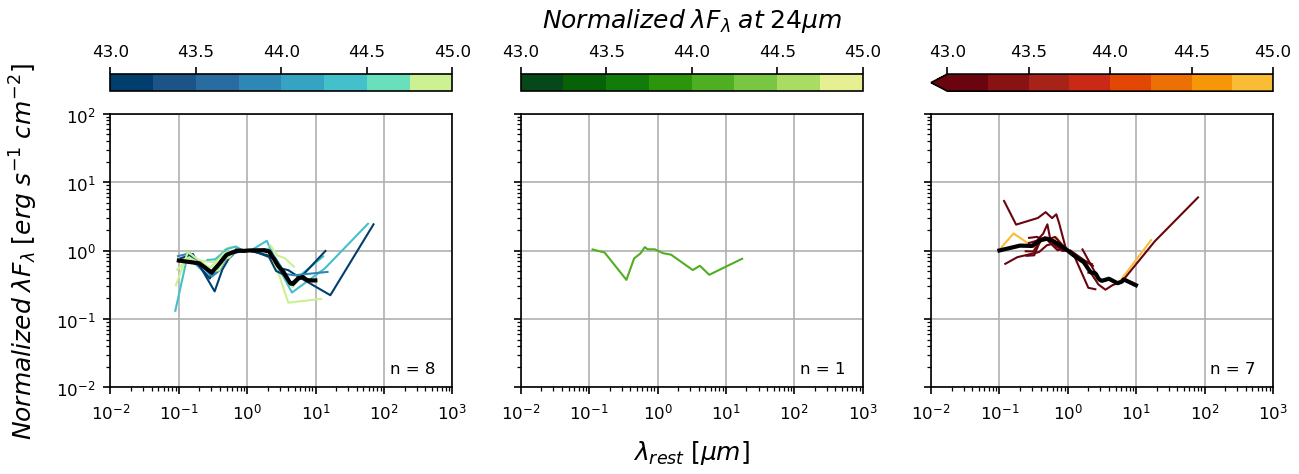 Normalized λF_λ at 24μm
43.0 43.5 44.0 44.5 45.0
43.0 43.5 44.0 44.5 45.0
43.0 43.5 44.0 44.5 45.0
Normalized λF_λ [erg s^−1 cm^−2]
10^2
10^1
10^0
10^−1
10^−2
n = 8
n = 1
n = 7
10^−2 10^−1 10^0 10^1 10^2 10^3
10^−2 10^−1 10^0 10^1 10^2 10^3
10^−2 10^−1 10^0 10^1 10^2 10^3
λ_rest [μm]